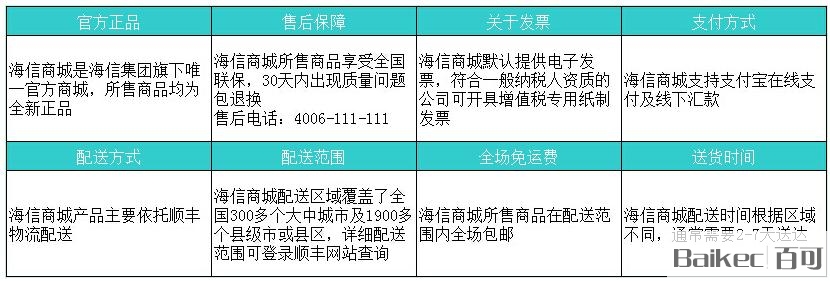 官方正品
售后保障
关于发票
支付方式
海信商城是海信集团旗下唯
一官方商城，所售商品均为
全新正品
海信商城所售商品享受全国
联保，30天内出现质量问题
包退换
售后电话：4006-111-111
海信商城默认提供电子发
票，符合一般纳税人资质的
公司可开具增值税专用纸制
发票
海信商城支持支付宝在线支
付及线下汇款
配送方式
配送范围
全场免运费
送货时间
海信商城产品主要依托顺丰
物流配送
海信商城配送区域覆盖了全
国300多个大中城市及1900多
个县级市或县区，详细配送
范围可登录顺丰网站查询
海信商城所售商品在配送范
围内全场包邮
海信商城配送时间根据区域
不同，通常需要2-7天送达
Baikec 百可